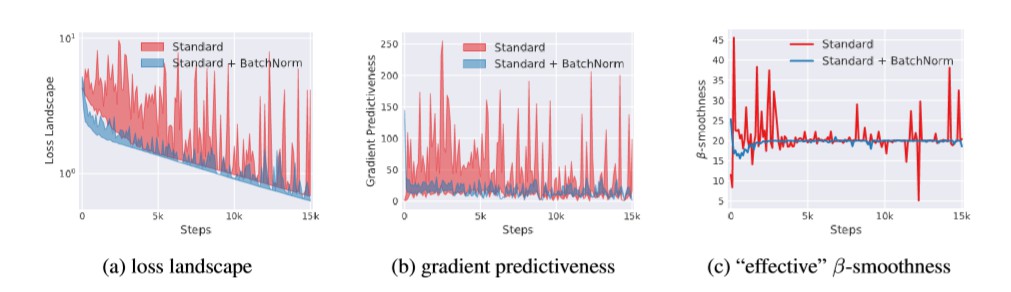 10¹
10⁰
Loss Landscape
Standard
Standard + BatchNorm
0 5k 10k 15k
Steps
(a) loss landscape
250
200
150
100
50
0
Gradient Predictiveness
Standard
Standard + BatchNorm
0 5k 10k 15k
Steps
(b) gradient predictiveness
45
40
35
30
25
20
15
10
5
β-smoothness
Standard
Standard + BatchNorm
0 5k 10k 15k
Steps
(c) “effective” β-smoothness